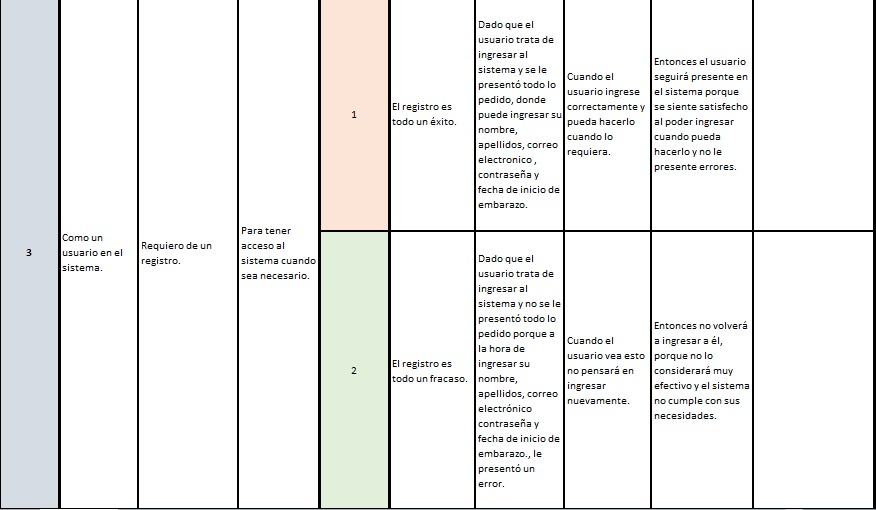 3
Como un
usuario en el
sistema.
Requiero de un
registro.
Para tener
acceso al
sistema cuando
sea necesario.
1
El registro es
todo un éxito.
Dado que el
usuario trata de
ingresar al
sistema y se le
presentó todo lo
pedido, donde
puede ingresar su
nombre,
apellidos, correo
electronico ,
contraseña y
fecha de inicio de
embarazo.
Cuando el
usuario ingrese
correctamente y
pueda hacerlo
cuando lo
requiera.
Entonces el usuario
seguirá presente en
el sistema porque
se siente satisfecho
al poder ingresar
cuando pueda
hacerlo y no le
presente errores.
2
El registro es
todo un fracaso.
Dado que el
usuario trata de
ingresar al
sistema y no se le
presentó todo lo
pedido porque a
la hora de
ingresar su
nombre,
apellidos, correo
electrónico
contraseña y
fecha de inicio de
embarazo., le
presentó un
error.
Cuando el
usuario vea esto
no pensará en
ingresar
nuevamente.
Entonces no volverá
a ingresar a él,
porque no lo
considerará muy
efectivo y el sistema
no cumple con sus
necesidades.